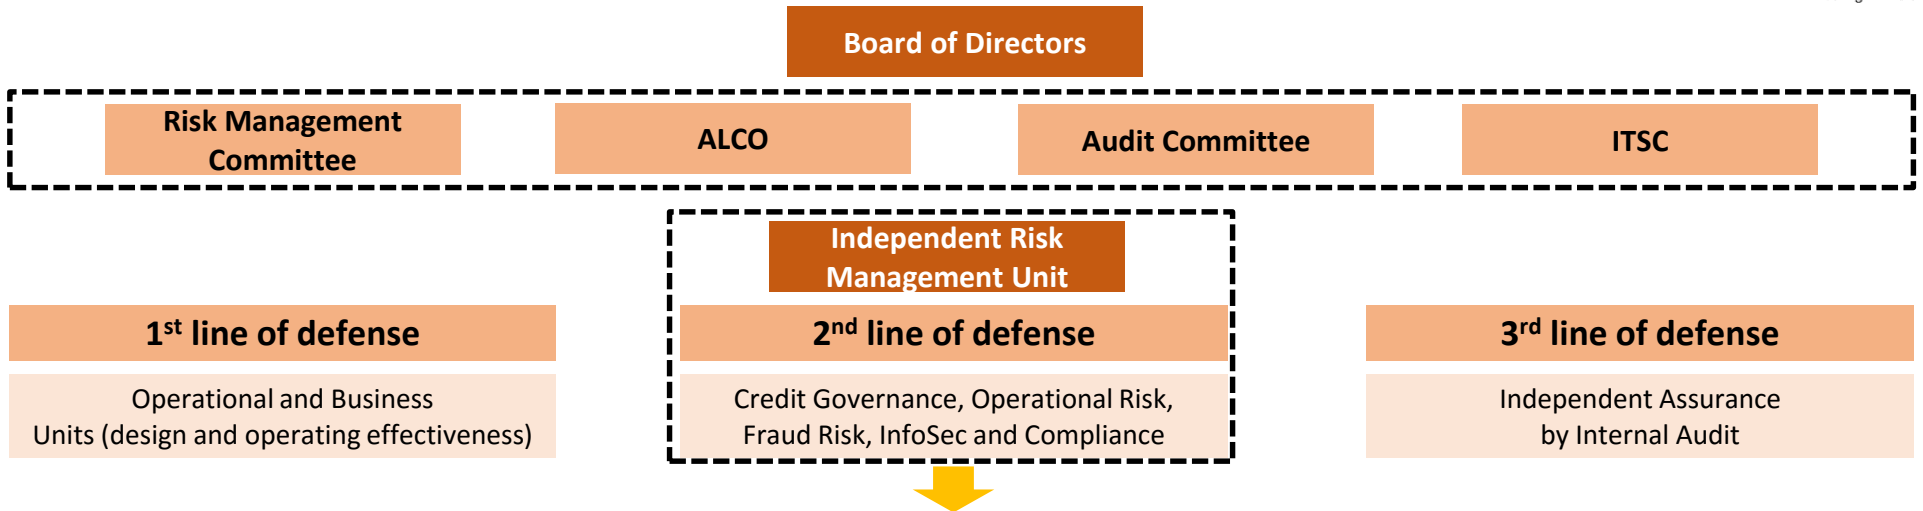 Board of Directors
Risk Management
Committee
ALCO
Audit Committee
ITSC
Independent Risk
Management Unit
1st line of defense
2nd line of defense
3rd line of defense
Operational and Business
Units (design and operating effectiveness)
Credit Governance, Operational Risk,
Fraud Risk, InfoSec and Compliance
Independent Assurance
by Internal Audit